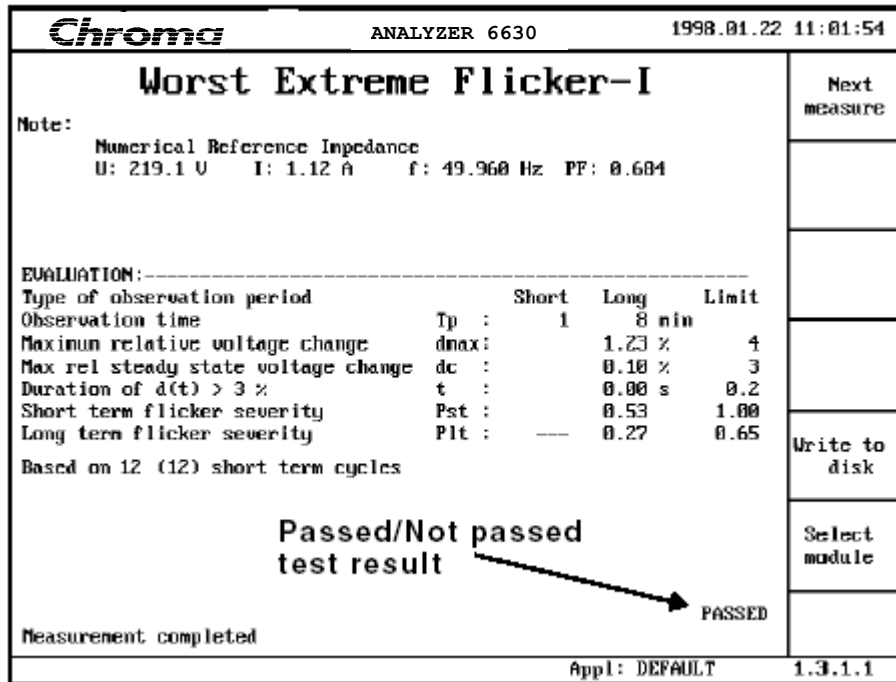 Chroma ANALYZER 6630 1998.01.22 11:01:54
Worst Extreme Flicker-I
Next
measure
Note:
Numerical Reference Impedance
U: 219.1 V I: 1.12 A f: 49.960 Hz PF: 0.684
EVALUATION:------------------------------------------------------
Type of observation period Short Long Limit
Observation time Tp : 1 8 min
Maximum relative voltage change dmax: 1.23 % 4
Max rel steady state voltage change dc : 0.10 % 3
Duration of d(t) > 3 % t : 0.00 s 0.2
Short term flicker severity Pst : 0.53 1.00
Long term flicker severity Plt : --- 0.27 0.65
Based on 12 (12) short term cycles
Write to
disk
Passed/Not passed
test result
Select
module
PASSED
Measurement completed
Appl: DEFAULT 1.3.1.1